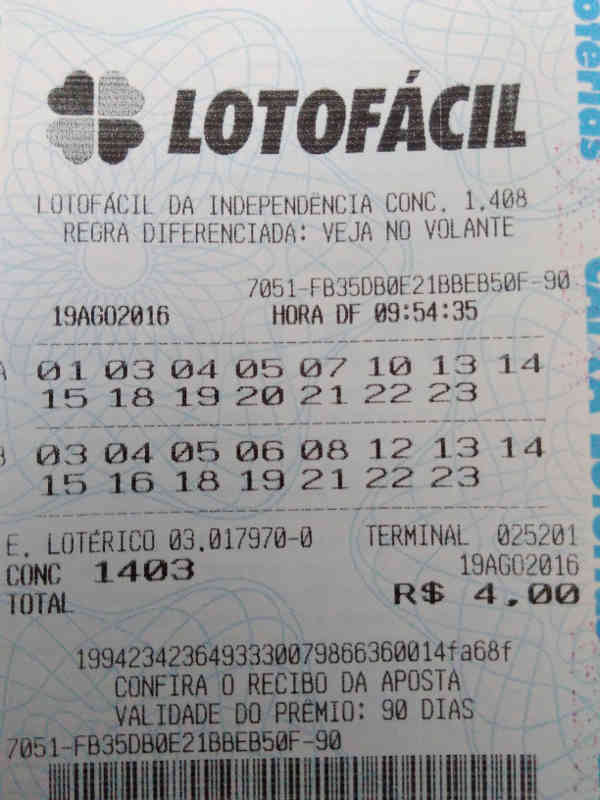 LOTOFÁCIL
LOTOFÁCIL DA INDEPENDÊNCIA CONC. 1.408
REGRA DIFERENCIADA: VEJA NO VOLANTE
7051-FB35DB0E21BBEB50F-90
19AGO2016 HORA DF 09:54:35
A 01 03 04 05 07 10 13 14
15 18 19 20 21 22 23
B 03 04 05 06 08 12 13 14
15 16 18 19 21 22 23
E. LOTÉRICO 03.017970-0 TERMINAL 025201
CONC 1403 19AGO2016
TOTAL R$ 4,00
1994234236493330079866360014fa68f
CONFIRA O RECIBO DA APOSTA
VALIDADE DO PRÊMIO: 90 DIAS
7051-FB35DB0E21BBEB50F-90
loterias
CAIXA